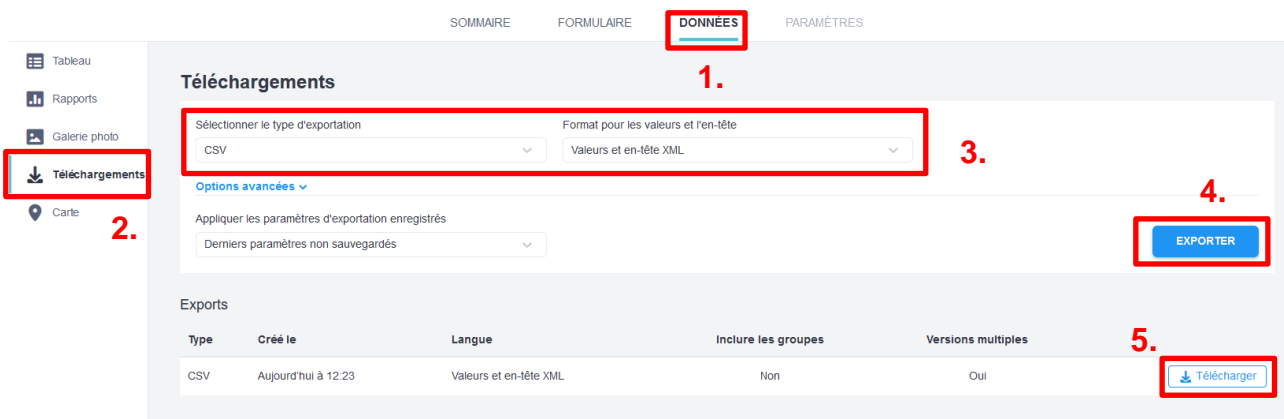 SOMMAIRE FORMULAIRE DONNÉES PARAMÈTRES
1.
Tableau
Rapports
Galerie photo
Téléchargements
Carte
2.
Téléchargements
Sélectionner le type d'exportation Format pour les valeurs et l'en-tête
CSV Valeurs et en-tête XML
3.
Options avancées
4.
Appliquer les paramètres d'exportation enregistrés
Derniers paramètres non sauvegardés
EXPORTER
Exports
5.
Type Créé le Langue Inclure les groupes Versions multiples
CSV Aujourd'hui à 12:23 Valeurs et en-tête XML Non Oui Télécharger